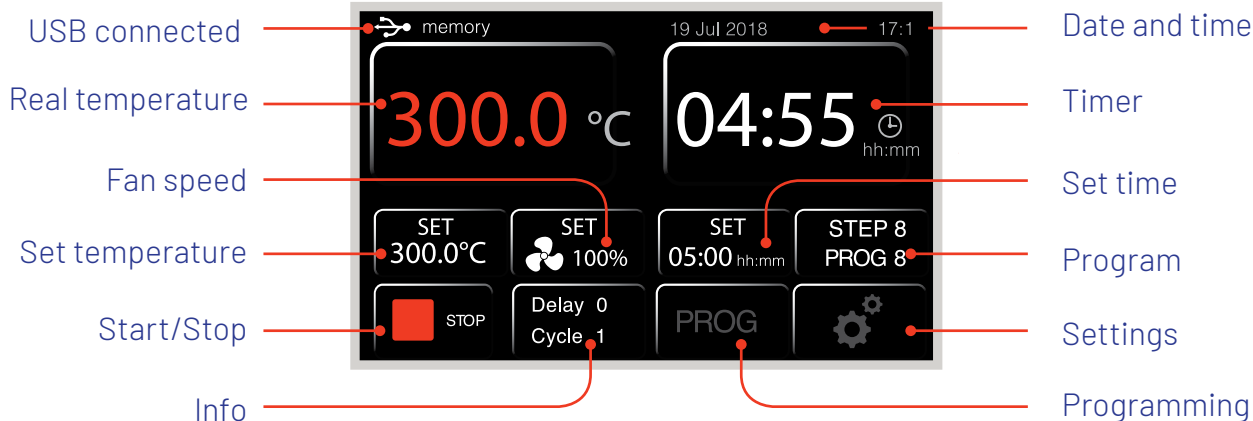 USB connected
memory
19 Jul 2018
17:1
Date and time
Real temperature
300.0 °C
04:55
hh:mm
Timer
Fan speed
Set time
Set temperature
SET
300.0°C
SET
100%
SET
05:00 hh:mm
STEP 8
PROG 8
Program
Start/Stop
STOP
Delay 0
Cycle 1
PROG
Settings
Info
Programming